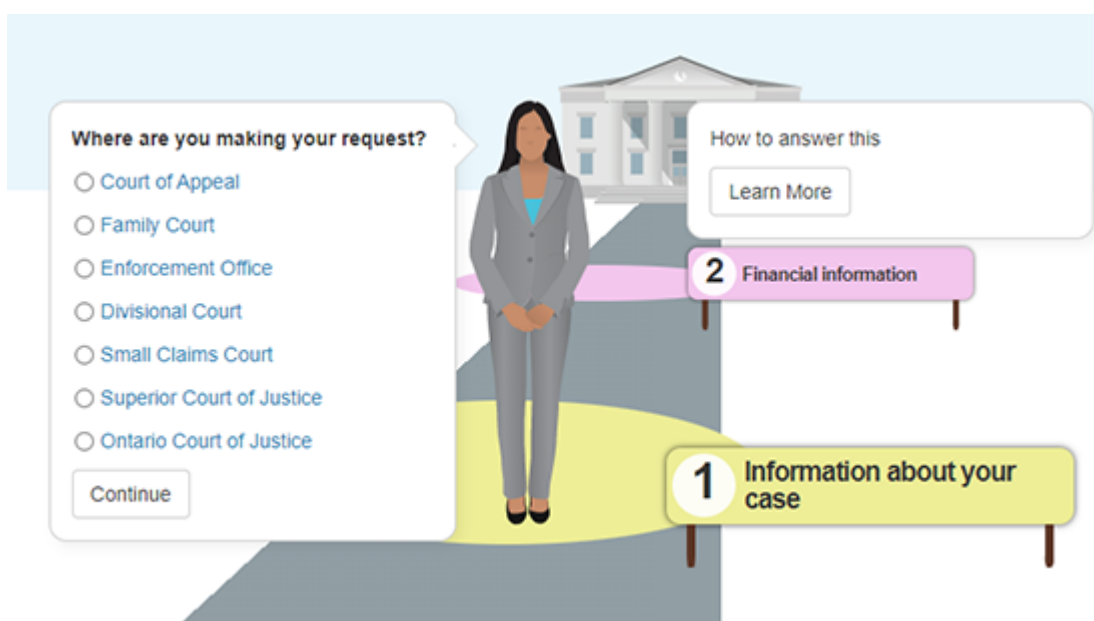 Where are you making your request?
Court of Appeal
Family Court
Enforcement Office
Divisional Court
Small Claims Court
Superior Court of Justice
Ontario Court of Justice
Continue
How to answer this
Learn More
2 Financial information
1 Information about your
case